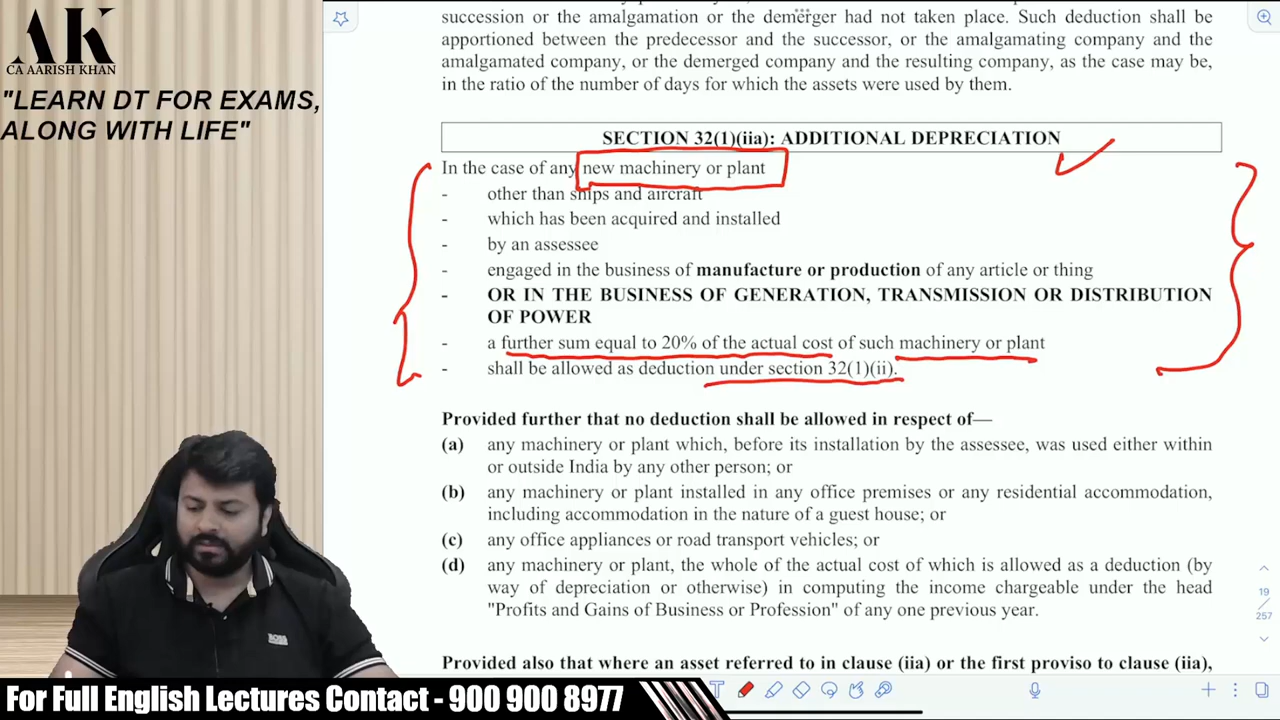 AK
CA AARISH KHAN
"LEARN DT FOR EXAMS,
ALONG WITH LIFE"
succession or the amalgamation or the demerger had not taken place. Such deduction shall be
apportioned between the predecessor and the successor, or the amalgamating company and the
amalgamated company, or the demerged company and the resulting company, as the case may be,
in the ratio of the number of days for which the assets were used by them.
SECTION 32(1)(iia): ADDITIONAL DEPRECIATION
In the case of any new machinery or plant
- other than ships and aircraft
- which has been acquired and installed
- by an assessee
- engaged in the business of manufacture or production of any article or thing
- OR IN THE BUSINESS OF GENERATION, TRANSMISSION OR DISTRIBUTION
OF POWER
- a further sum equal to 20% of the actual cost of such machinery or plant
- shall be allowed as deduction under section 32(1)(ii).
Provided further that no deduction shall be allowed in respect of—
(a) any machinery or plant which, before its installation by the assessee, was used either within
or outside India by any other person; or
(b) any machinery or plant installed in any office premises or any residential accommodation,
including accommodation in the nature of a guest house; or
(c) any office appliances or road transport vehicles; or
(d) any machinery or plant, the whole of the actual cost of which is allowed as a deduction (by
way of depreciation or otherwise) in computing the income chargeable under the head
"Profits and Gains of Business or Profession" of any one previous year.
Provided also that where an asset referred to in clause (iia) or the first proviso to clause (iia),
19
257
BOSS
For Full English Lectures Contact - 900 900 8977